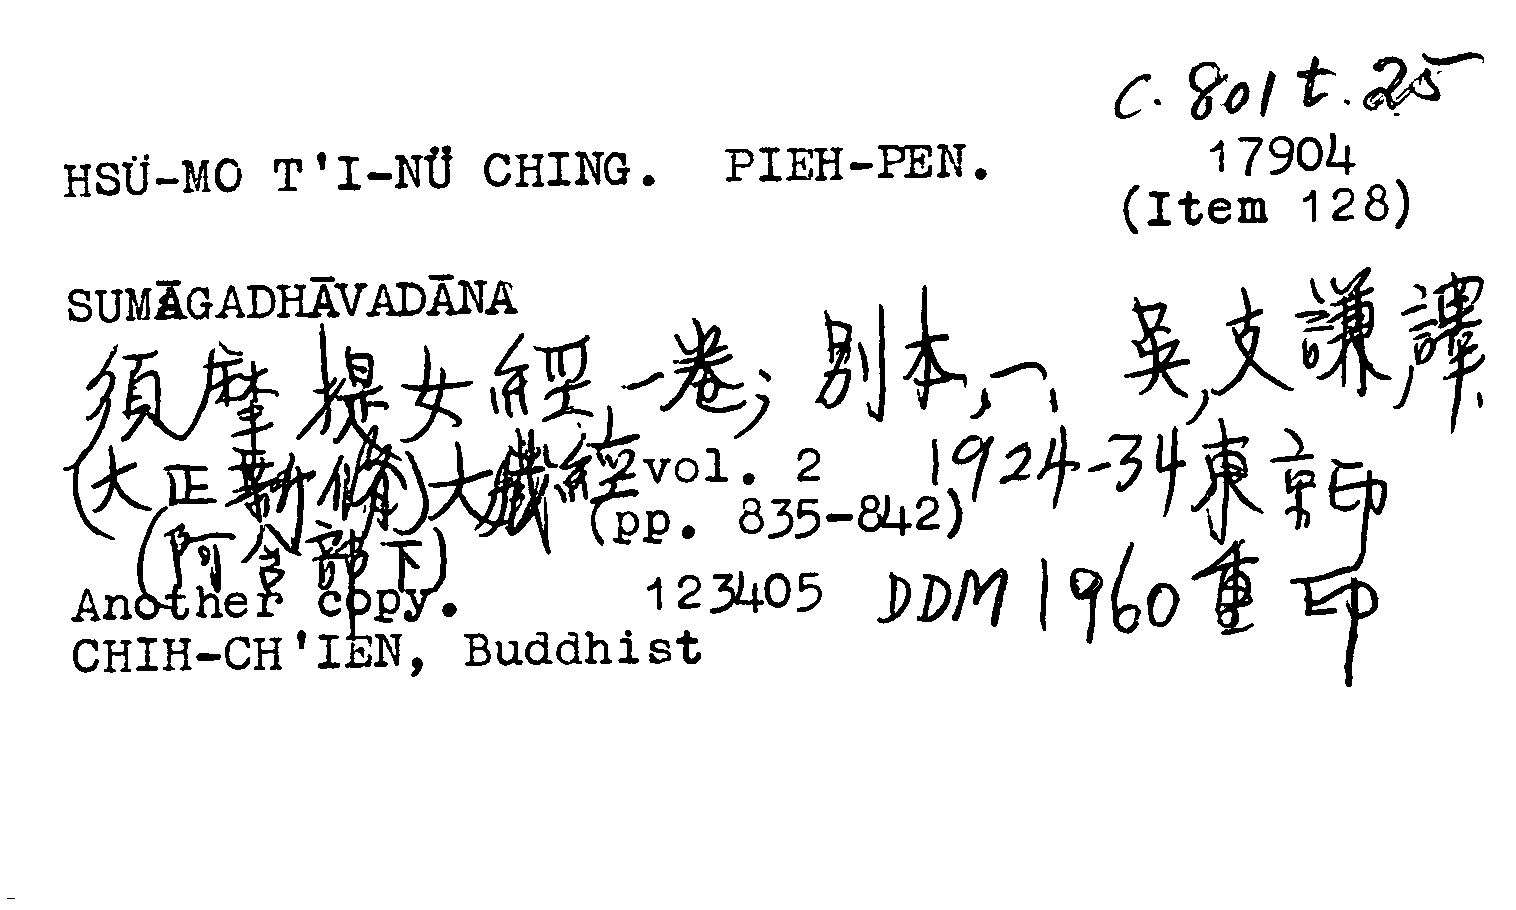 C. 801 t. 25
HSÜ-MO T'I-NÜ CHING. PIEH-PEN.
17904
(Item 128)
SUMĀGADHĀVADĀNA
須摩提女經,一卷; 別本,一、吳,支謙,譯、
(大正新脩)大藏經 vol. 2 1924-34 東京印
(pp. 835-842)
(阿含部下)
Another copy. 123405 DDM 1960 重印
CHIH-CH'IEN, Buddhist